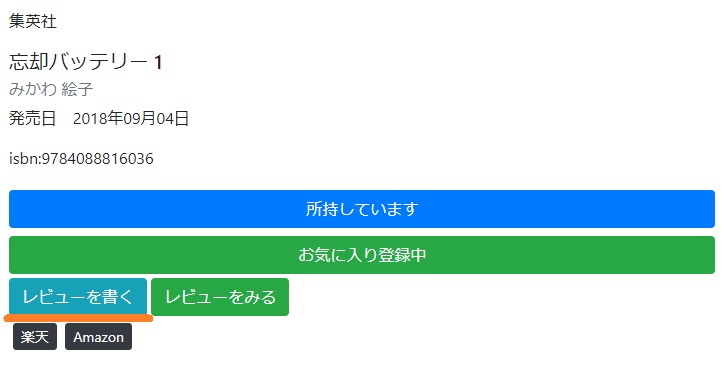 集英社
忘却バッテリー 1
みかわ 絵子
発売日　2018年09月04日
isbn:9784088816036
所持しています
お気に入り登録中
レビューを書く レビューをみる
楽天 Amazon